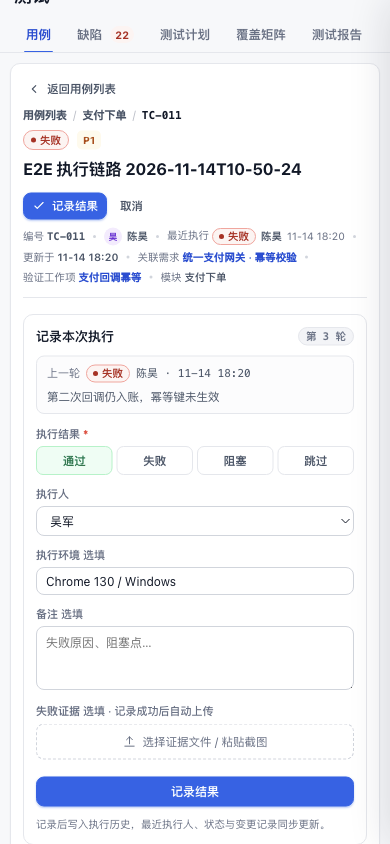 测试
用例 缺陷 22 测试计划 覆盖矩阵 测试报告
返回用例列表
用例列表 / 支付下单 / TC-011
失败 P1
E2E 执行链路 2026-11-14T10-50-24
记录结果 取消
编号 TC-011 • 昊 陈昊 • 最近执行 失败 陈昊 11-14 18:20 •
更新于 11-14 18:20 • 关联需求 统一支付网关 · 幂等校验 •
验证工作项 支付回调幂等 • 模块 支付下单
记录本次执行 第 3 轮
上一轮 失败 陈昊 · 11-14 18:20
第二次回调仍入账，幂等键未生效
执行结果 *
通过 失败 阻塞 跳过
执行人
吴军
执行环境 选填
Chrome 130 / Windows
备注 选填
失败原因、阻塞点…
失败证据 选填 · 记录成功后自动上传
选择证据文件 / 粘贴截图
记录结果
记录后写入执行历史，最近执行人、状态与变更记录同步更新。